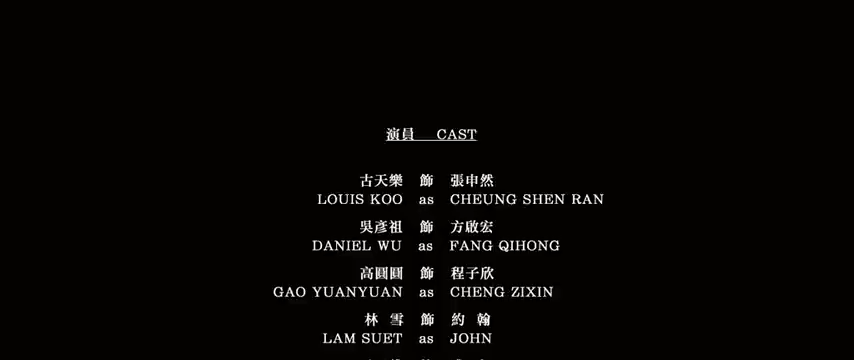 演員 CAST
古天樂 飾 張申然
LOUIS KOO as CHEUNG SHEN RAN
吳彥祖 飾 方啟宏
DANIEL WU as FANG QIHONG
高圓圓 飾 程子欣
GAO YUANYUAN as CHENG ZIXIN
林雪 飾 約翰
LAM SUET as JOHN